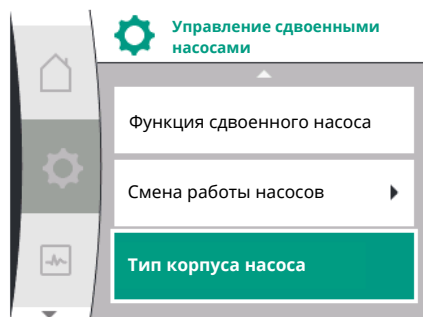 Управление сдвоенными
насосами
Функция сдвоенного насоса
Смена работы насосов
Тип корпуса насоса